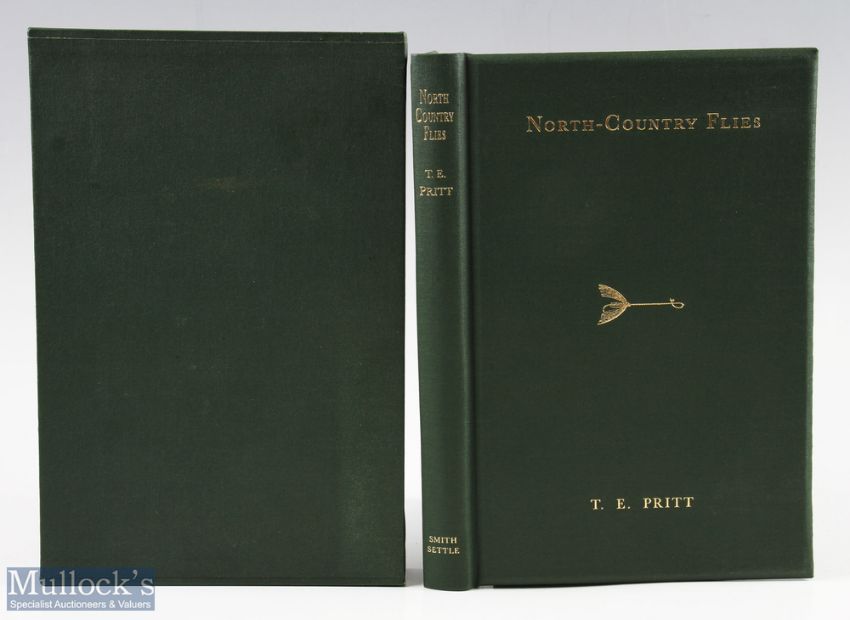 NORTH
COUNTRY
FLIES
T. E.
PRITT
SMITH
SETTLE
NORTH-COUNTRY FLIES
T. E. PRITT
Mullock's
Specialist Auctioneers & Valuers